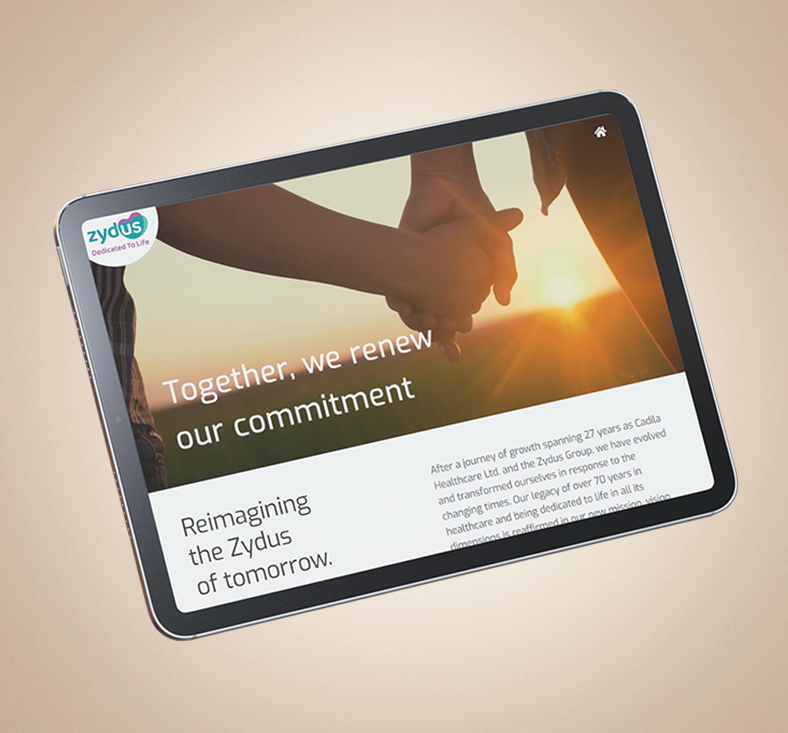 zydus
Dedicated To Life
Together, we renew
our commitment
Reimagining
the Zydus
of tomorrow.
After a journey of growth spanning 27 years as Cadila
Healthcare Ltd. and the Zydus Group, we have evolved
and transformed ourselves in response to the
changing times. Our legacy of over 70 years in
healthcare and being dedicated to life in all its
dimensions is reaffirmed in our new mission, vision